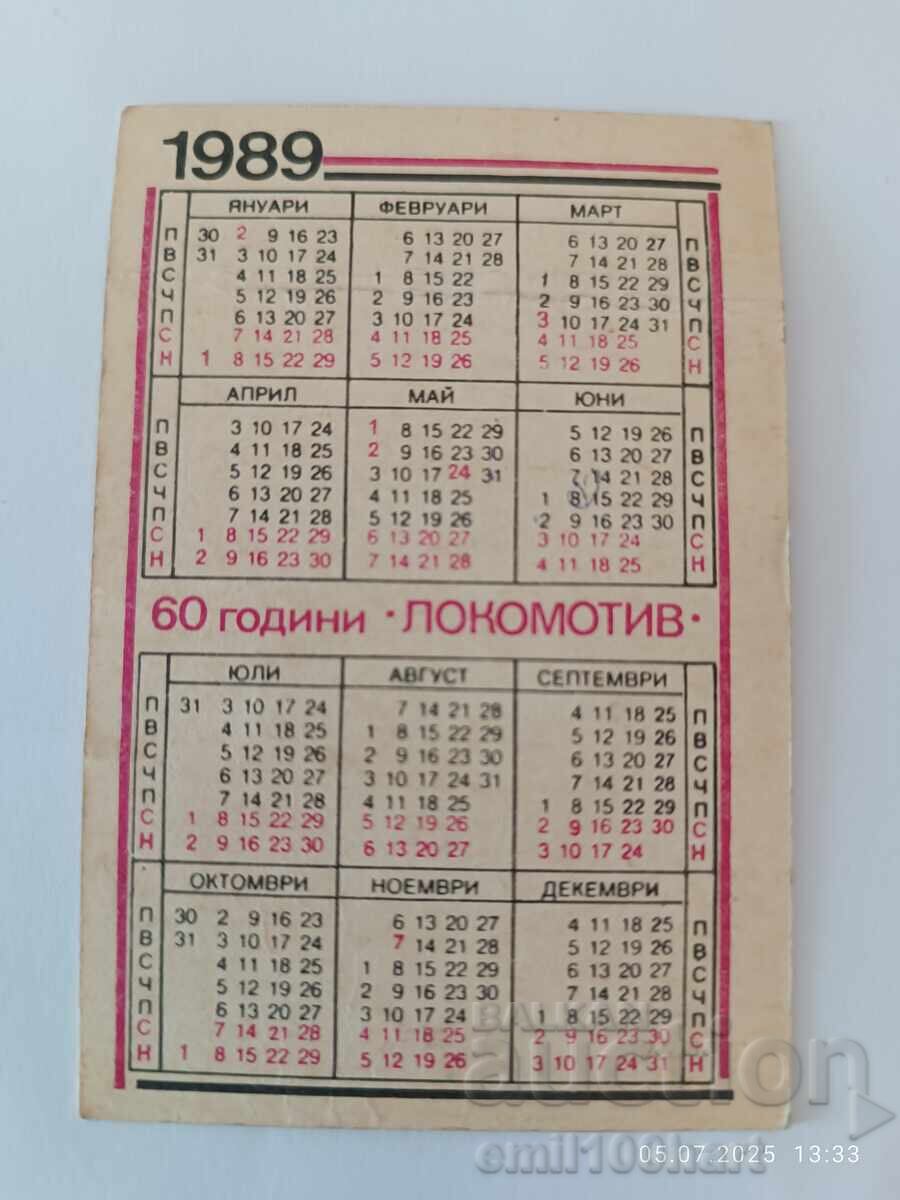 1989
ЯНУАРИ ФЕВРУАРИ МАРТ
П 30 2 9 16 23 6 13 20 27 6 13 20 27 П
В 31 3 10 17 24 7 14 21 28 7 14 21 28 В
С 4 11 18 25 1 8 15 22 1 8 15 22 29 С
Ч 5 12 19 26 2 9 16 23 2 9 16 23 30 Ч
П 6 13 20 27 3 10 17 24 3 10 17 24 31 П
С 7 14 21 28 4 11 18 25 4 11 18 25 С
Н 1 8 15 22 29 5 12 19 26 5 12 19 26 Н
АПРИЛ МАЙ ЮНИ
П 3 10 17 24 1 8 15 22 29 5 12 19 26 П
В 4 11 18 25 2 9 16 23 30 6 13 20 27 В
С 5 12 19 26 3 10 17 24 31 7 14 21 28 С
Ч 6 13 20 27 4 11 18 25 1 8 15 22 29 Ч
П 7 14 21 28 5 12 19 26 2 9 16 23 30 П
С 1 8 15 22 29 6 13 20 27 3 10 17 24 С
Н 2 9 16 23 30 7 14 21 28 4 11 18 25 Н
60 години · ЛОКОМОТИВ ·
ЮЛИ АВГУСТ СЕПТЕМВРИ
П 31 3 10 17 24 7 14 21 28 4 11 18 25 П
В 4 11 18 25 1 8 15 22 29 5 12 19 26 В
С 5 12 19 26 2 9 16 23 30 6 13 20 27 С
Ч 6 13 20 27 3 10 17 24 31 7 14 21 28 Ч
П 7 14 21 28 4 11 18 25 1 8 15 22 29 П
С 1 8 15 22 29 5 12 19 26 2 9 16 23 30 С
Н 2 9 16 23 30 6 13 20 27 3 10 17 24 Н
ОКТОМВРИ НОЕМВРИ ДЕКЕМВРИ
П 30 2 9 16 23 6 13 20 27 4 11 18 25 П
В 31 3 10 17 24 7 14 21 28 5 12 19 26 В
С 4 11 18 25 1 8 15 22 29 6 13 20 27 С
Ч 5 12 19 26 2 9 16 23 30 7 14 21 28 Ч
П 6 13 20 27 3 10 17 24 1 8 15 22 29 П
С 7 14 21 28 4 11 18 25 2 9 16 23 30 С
Н 1 8 15 22 29 5 12 19 26 3 10 17 24 31 Н
auction
05.07.2025 13:33